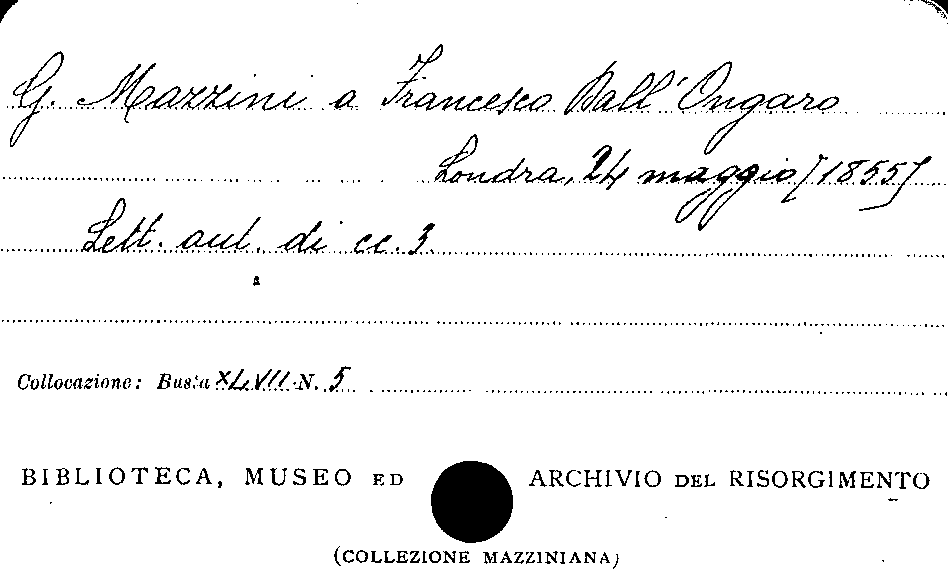 G. Mazzini a Francesco Dall'Ongaro
Londra, 24 maggio [1855]
Lett. aut. di cc. 3.
Collocazione: Busta XLVII N. 5
BIBLIOTECA, MUSEO ED ARCHIVIO DEL RISORGIMENTO
(COLLEZIONE MAZZINIANA)